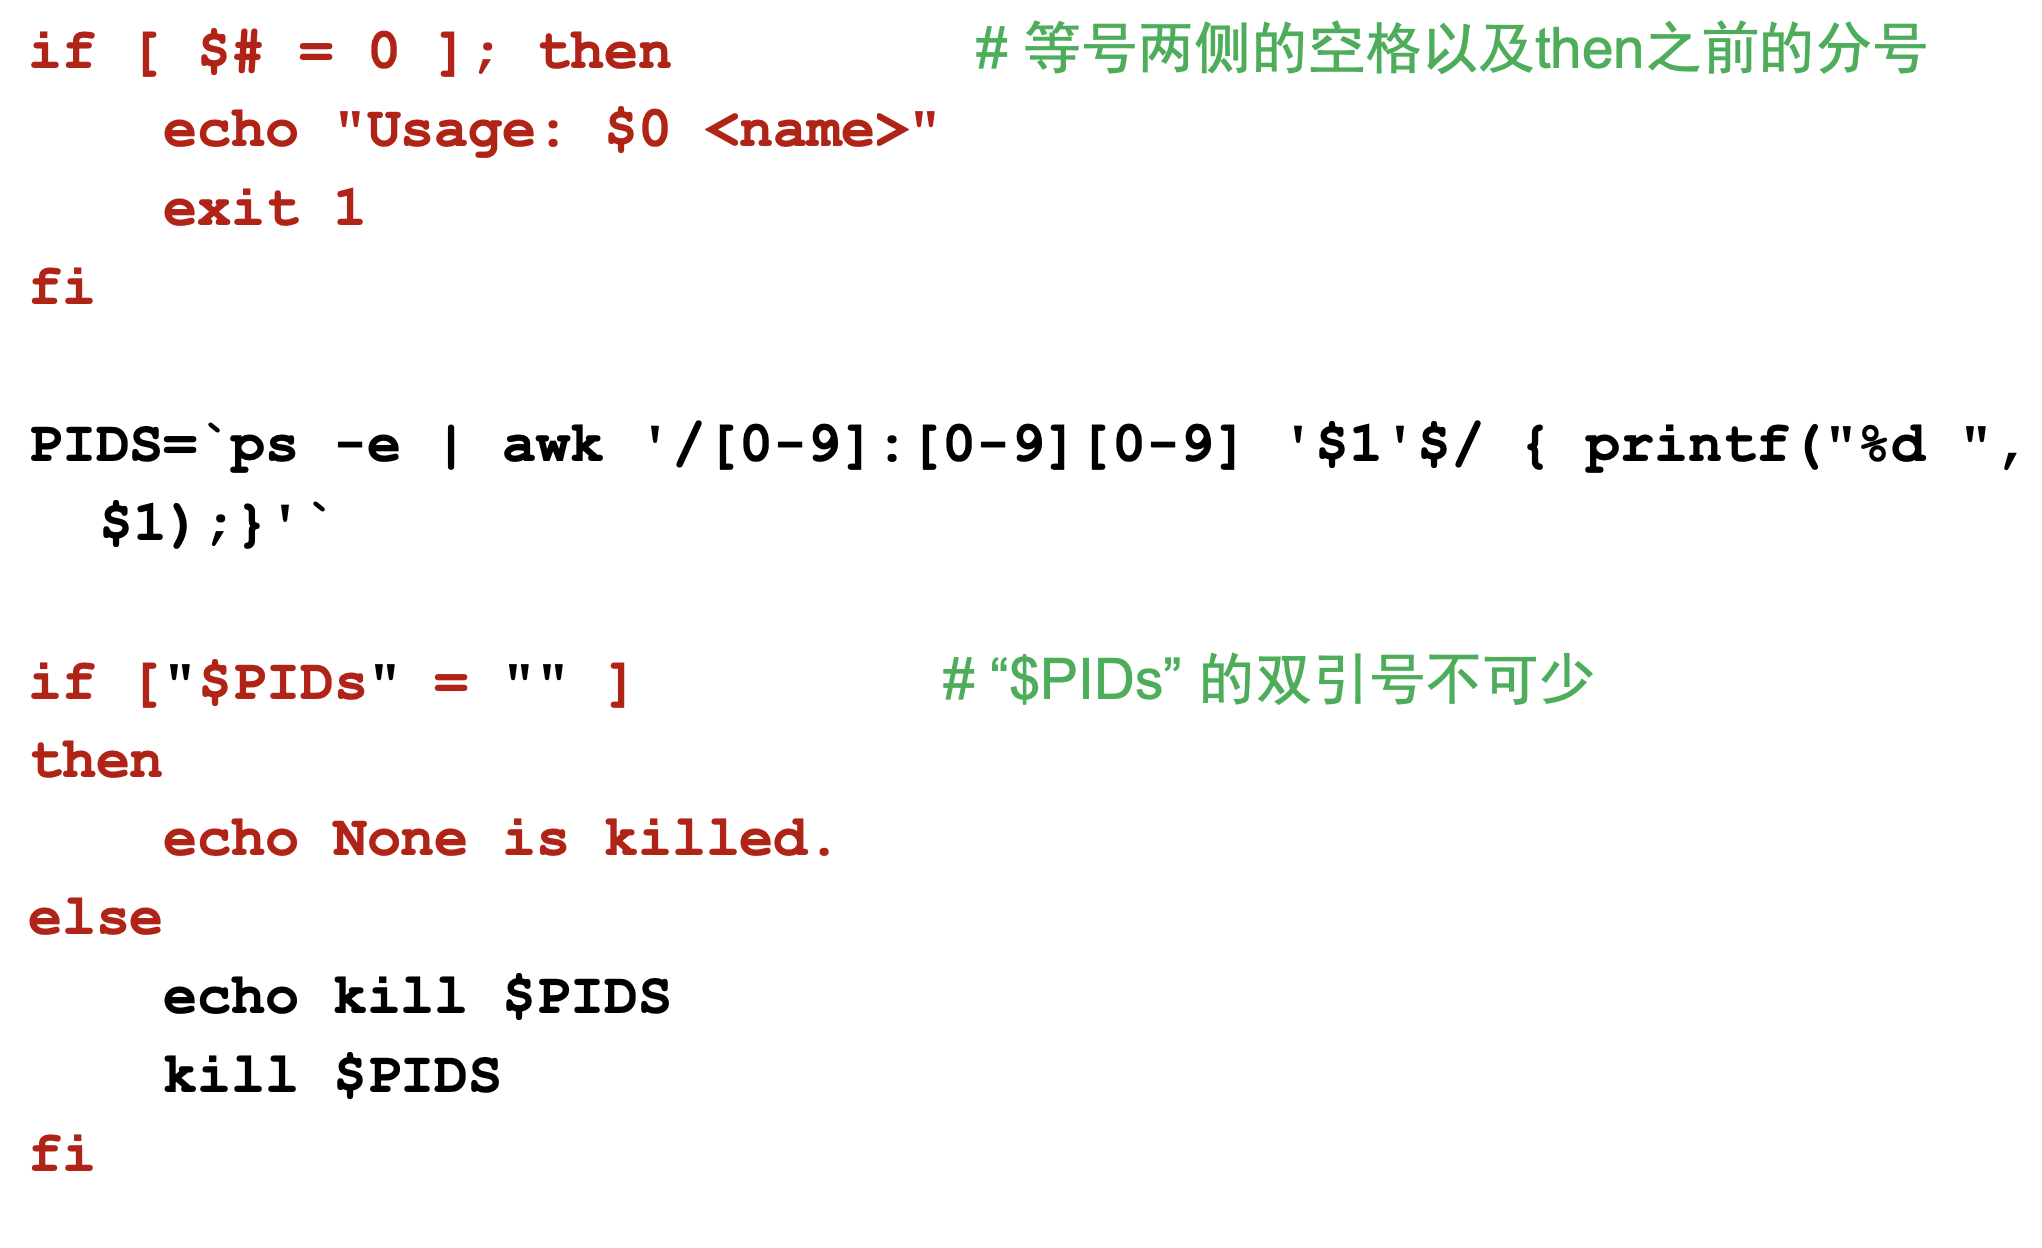 if [ $# = 0 ]; then # 等号两侧的空格以及then之前的分号
echo "Usage: $0 <name>"
exit 1
fi
PIDS=`ps -e | awk '/[0-9]:[0-9][0-9] '$1'$/ { printf("%d ",
$1);}'`
if ["$PIDs" = "" ] # “$PIDs” 的双引号不可少
then
echo None is killed.
else
echo kill $PIDS
kill $PIDS
fi